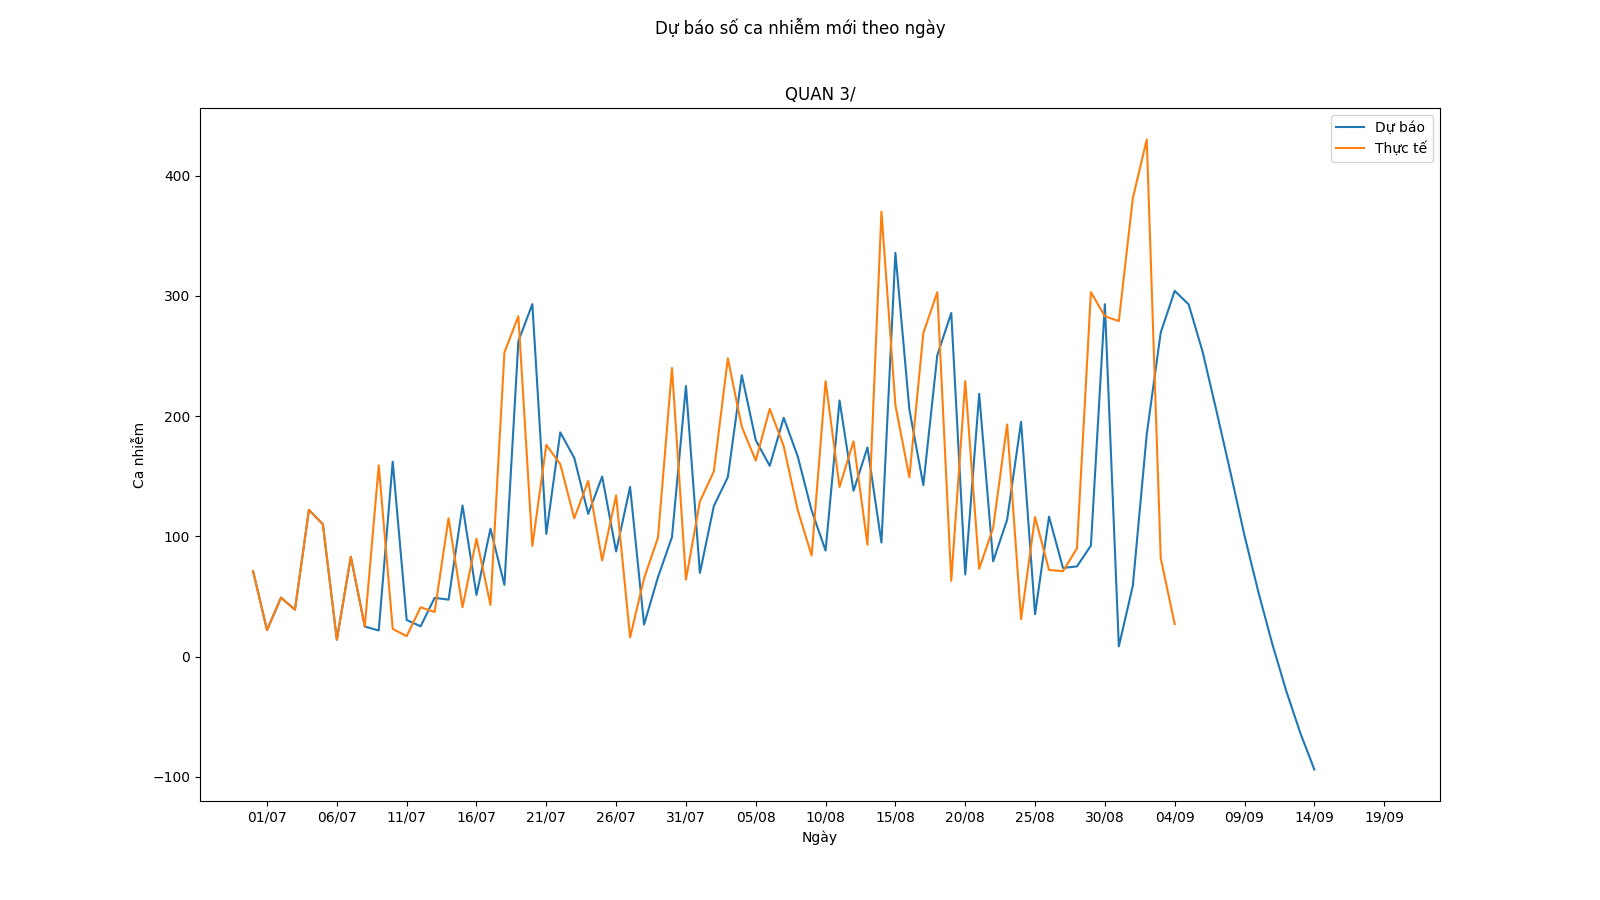 Dự báo số ca nhiễm mới theo ngày
QUAN 3/
Dự báo
Thực tế
400
300
200
100
0
−100
Ca nhiễm
01/07 06/07 11/07 16/07 21/07 26/07 31/07 05/08 10/08 15/08 20/08 25/08 30/08 04/09 09/09 14/09 19/09
Ngày